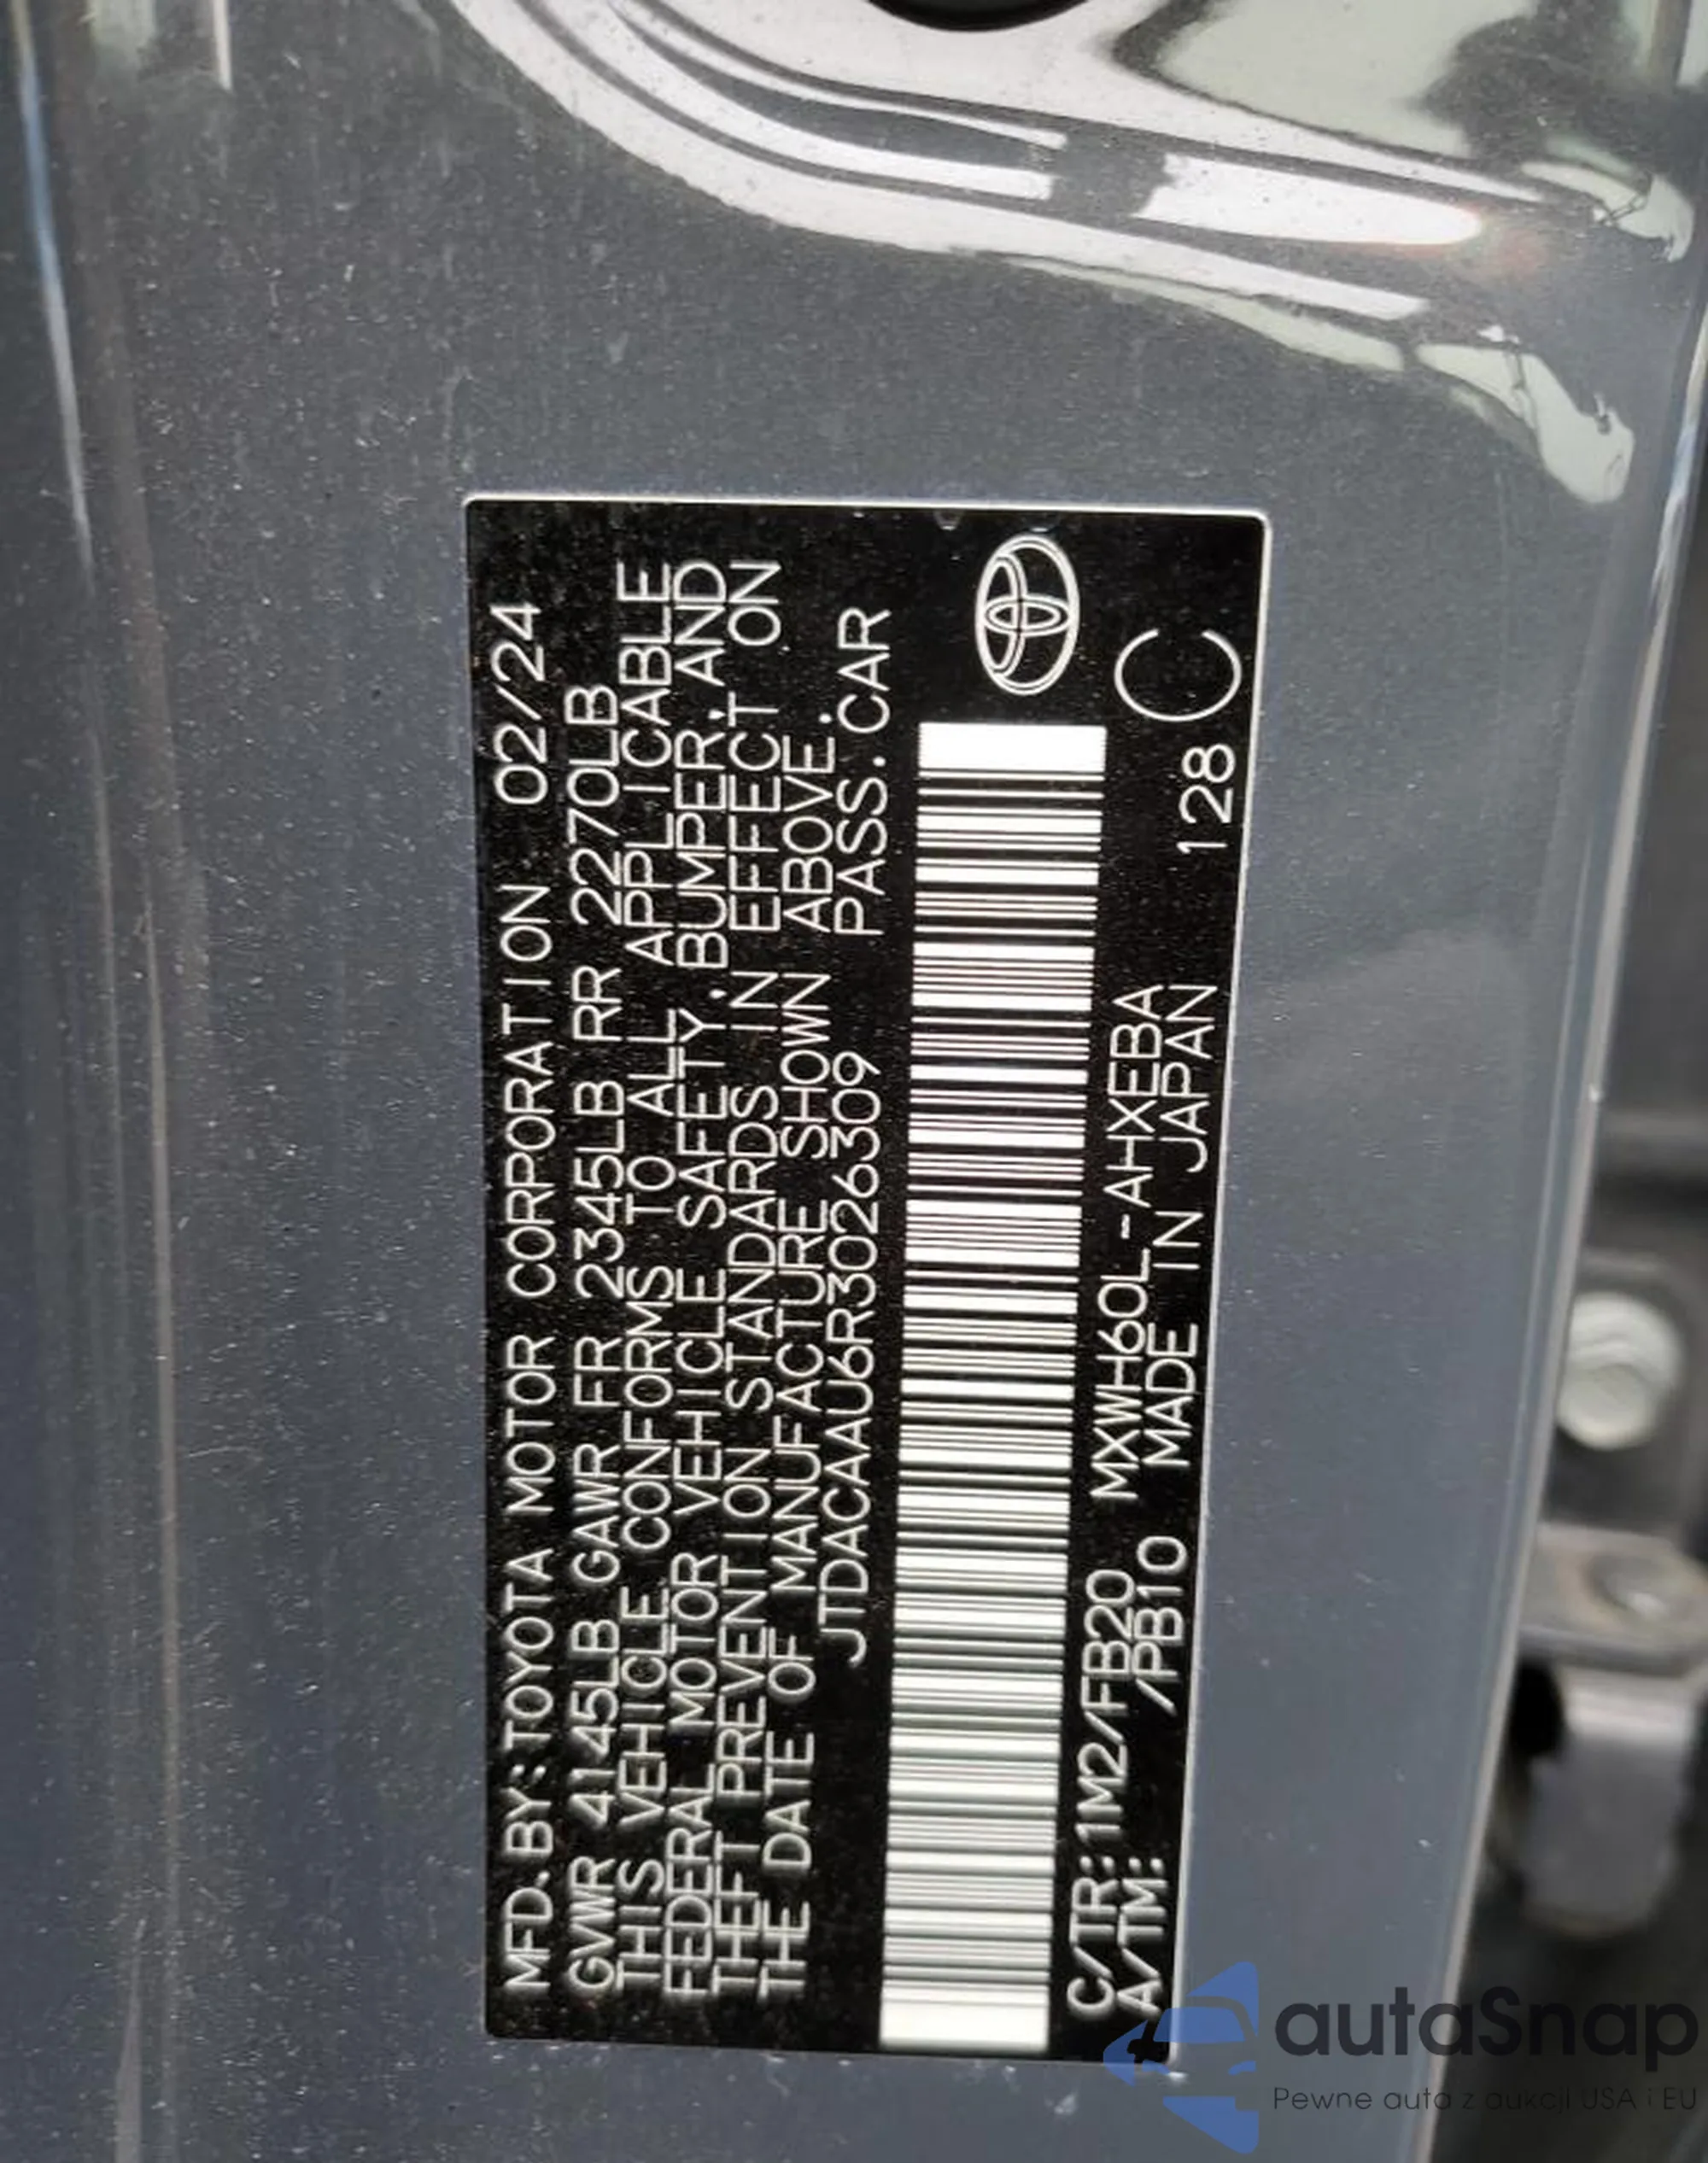 MFD.BY:TOYOTA MOTOR CORPORATION 02/24
GVWR 4145LB GAWR FR 2345LB RR 2270LB
THIS VEHICLE CONFORMS TO ALL APPLICABLE
FEDERAL MOTOR VEHICLE SAFETY, BUMPER, AND
THEFT PREVENTION STANDARDS IN EFFECT ON
THE DATE OF MANUFACTURE SHOWN ABOVE.
JTDACAAU6R3026309 PASS.CAR
C/TR:1M2/FB20 MXWH60L-AHXEBA
A/TM: /PB10 MADE IN JAPAN 128 C
autaSnap
Pewne auta z aukcji USA i EU